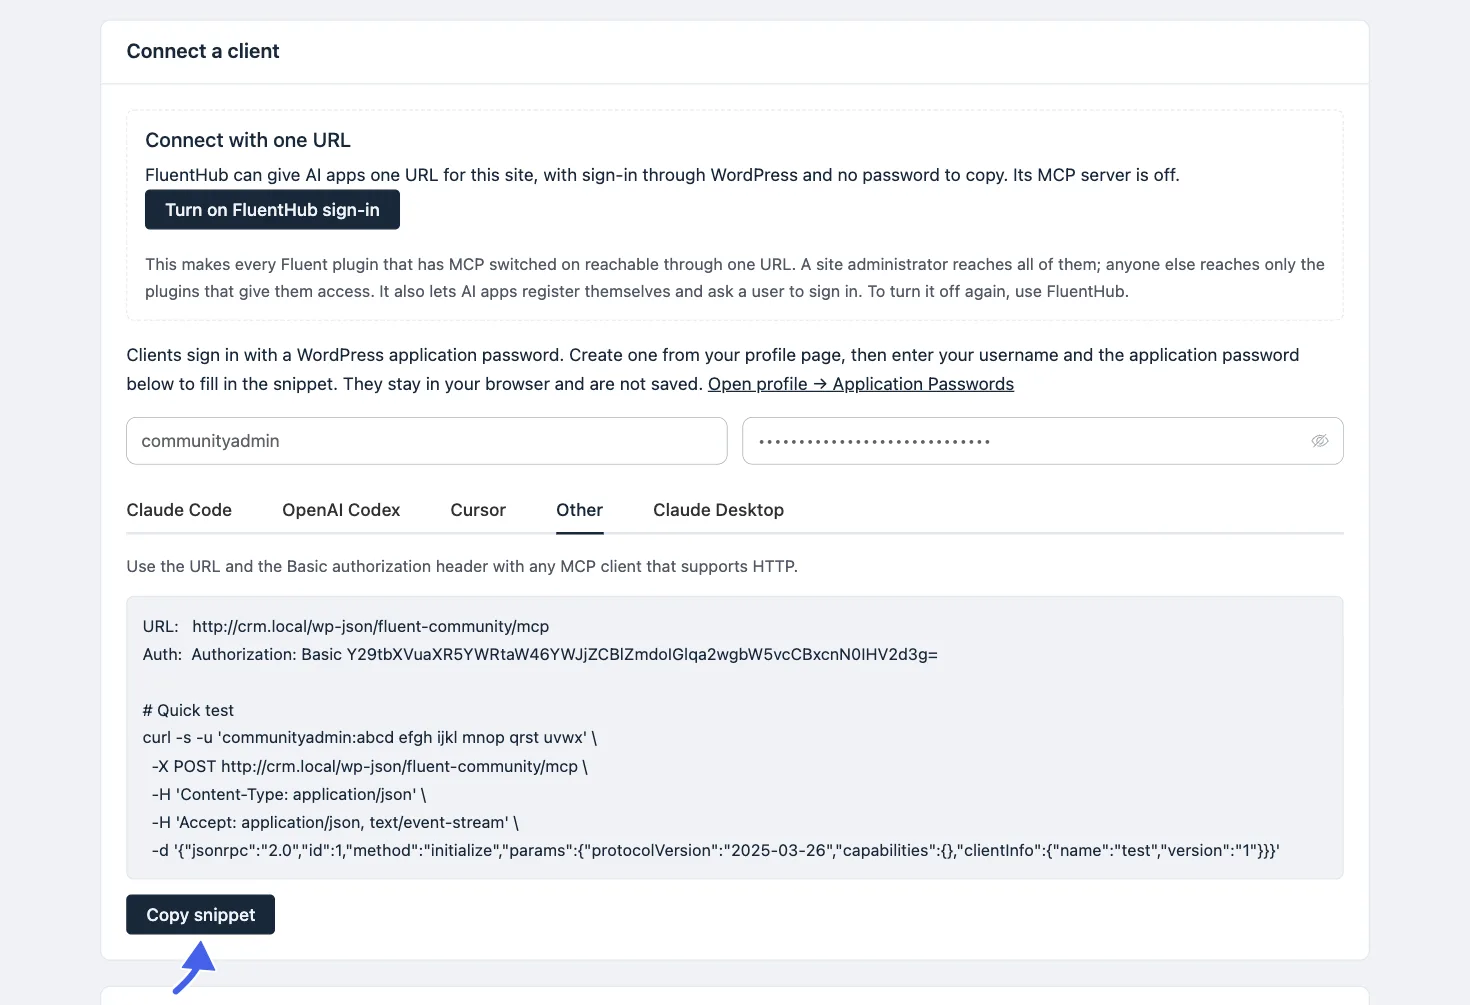 Connect a client
Connect with one URL
FluentHub can give AI apps one URL for this site, with sign-in through WordPress and no password to copy. Its MCP server is off.
Turn on FluentHub sign-in
This makes every Fluent plugin that has MCP switched on reachable through one URL. A site administrator reaches all of them; anyone else reaches only the
plugins that give them access. It also lets AI apps register themselves and ask a user to sign in. To turn it off again, use FluentHub.
Clients sign in with a WordPress application password. Create one from your profile page, then enter your username and the application password
below to fill in the snippet. They stay in your browser and are not saved. Open profile → Application Passwords
communityadmin
•••••••••••••••••••••••••••••
Claude Code OpenAI Codex Cursor Other Claude Desktop
Use the URL and the Basic authorization header with any MCP client that supports HTTP.
URL: http://crm.local/wp-json/fluent-community/mcp
Auth: Authorization: Basic Y29tbXVuaXR5YWRtaW46YWJjZCBlZmdoIGlqa2wgbW5vcCBxcnN0IHV2d3g=
# Quick test
curl -s -u 'communityadmin:abcd efgh ijkl mnop qrst uvwx' \
-X POST http://crm.local/wp-json/fluent-community/mcp \
-H 'Content-Type: application/json' \
-H 'Accept: application/json, text/event-stream' \
-d '{"jsonrpc":"2.0","id":1,"method":"initialize","params":{"protocolVersion":"2025-03-26","capabilities":{},"clientInfo":{"name":"test","version":"1"}}}'
Copy snippet